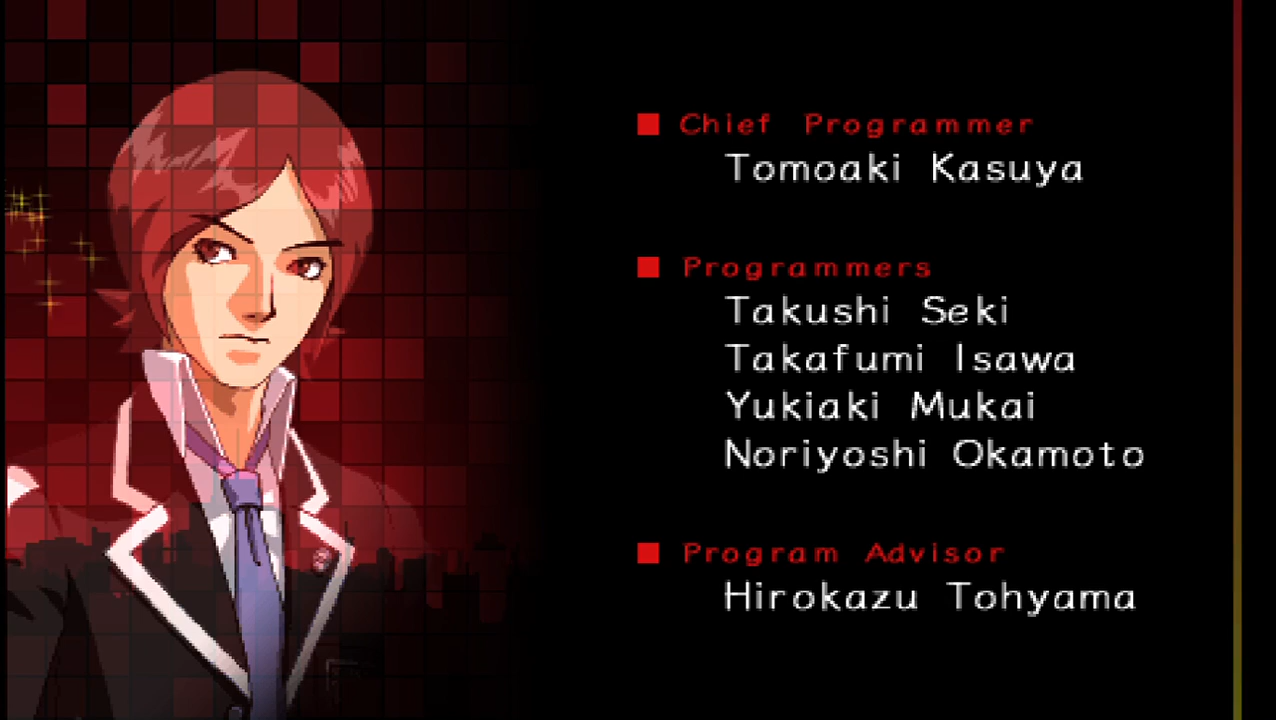 Chief Programmer
Tomoaki Kasuya
Programmers
Takushi Seki
Takafumi Isawa
Yukiaki Mukai
Noriyoshi Okamoto
Program Advisor
Hirokazu Tohyama